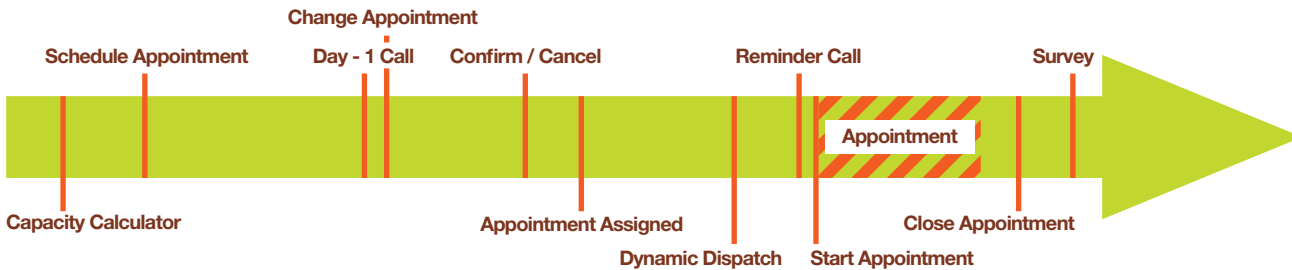 Change Appointment
Schedule Appointment
Day - 1 Call
Confirm / Cancel
Reminder Call
Survey
Appointment
Capacity Calculator
Appointment Assigned
Close Appointment
Dynamic Dispatch
Start Appointment